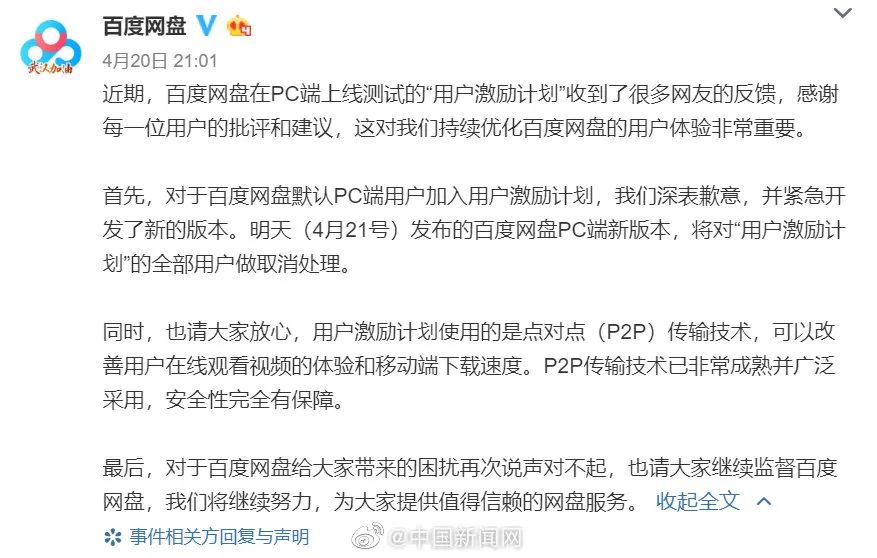 百度网盘
武汉加油
4月20日 21:01
近期，百度网盘在PC端上线测试的“用户激励计划”收到了很多网友的反馈，感谢
每一位用户的批评和建议，这对我们持续优化百度网盘的用户体验非常重要。
首先，对于百度网盘默认PC端用户加入用户激励计划，我们深表歉意，并紧急开
发了新的版本。明天（4月21号）发布的百度网盘PC端新版本，将对“用户激励计
划”的全部用户做取消处理。
同时，也请大家放心，用户激励计划使用的是点对点（P2P）传输技术，可以改
善用户在线观看视频的体验和移动端下载速度。P2P传输技术已非常成熟并广泛
采用，安全性完全有保障。
最后，对于百度网盘给大家带来的困扰再次说声对不起，也请大家继续监督百度
网盘，我们将继续努力，为大家提供值得信赖的网盘服务。 收起全文
事件相关方回复与声明
@中国新闻网